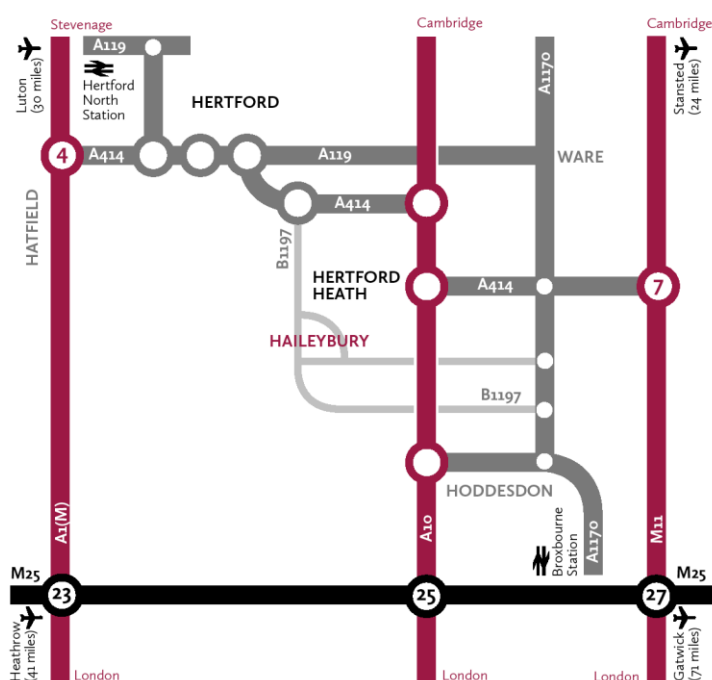 Stevenage
Cambridge
Cambridge
A119
Luton
(30 miles)
Hertford
North
Station
HERTFORD
A1170
Stansted
(24 miles)
4
A414
A119
WARE
HATFIELD
A414
B1197
HERTFORD
HEATH
A414
7
HAILEYBURY
B1197
HODDESDON
A1(M)
A10
Broxbourne
Station
A1170
M11
M25
M25
23
25
27
Heathrow
(41 miles)
Gatwick
(71 miles)
London
London
London